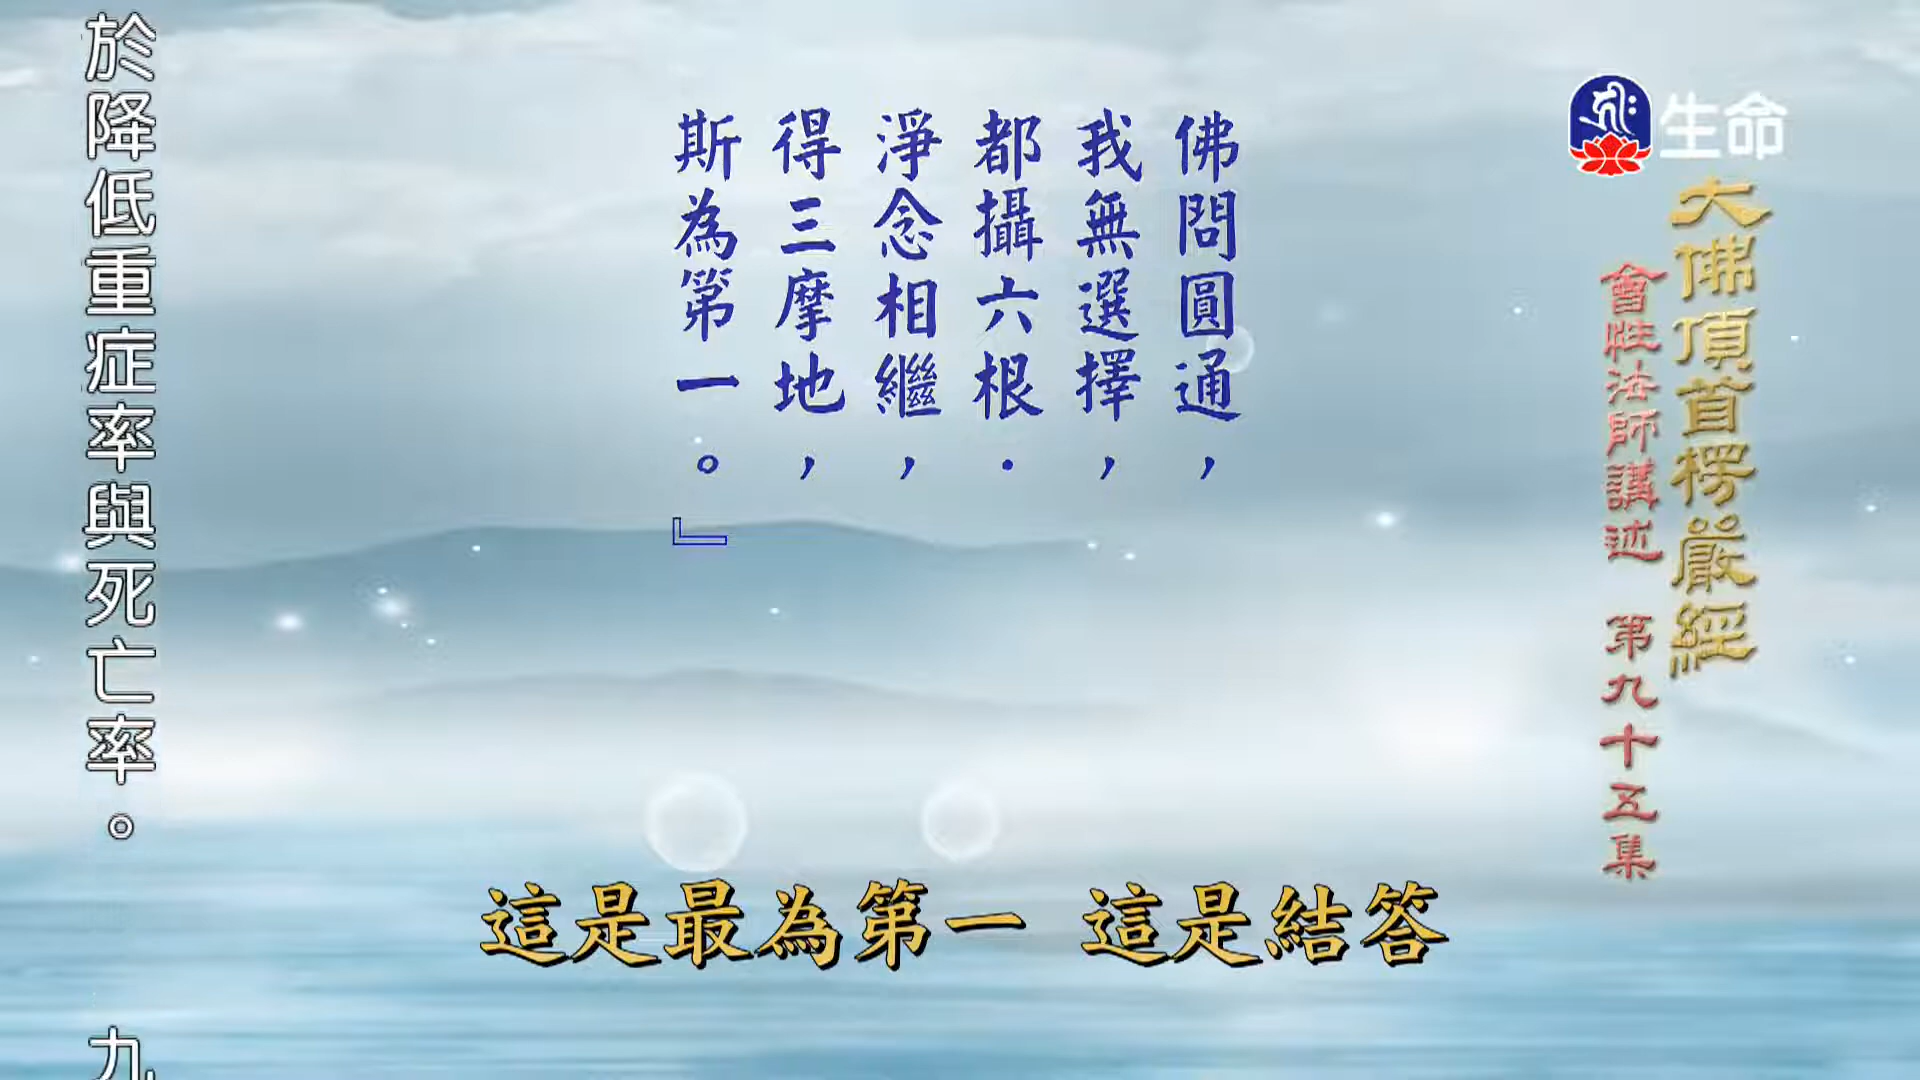 生命
大佛頂首楞嚴經
會性法師講述 第九十五集
佛問圓通，
我無選擇，
都攝六根．
淨念相繼，
得三摩地，
斯為第一。』
於降低重症率與死亡率。 九
這是最為第一 這是結答